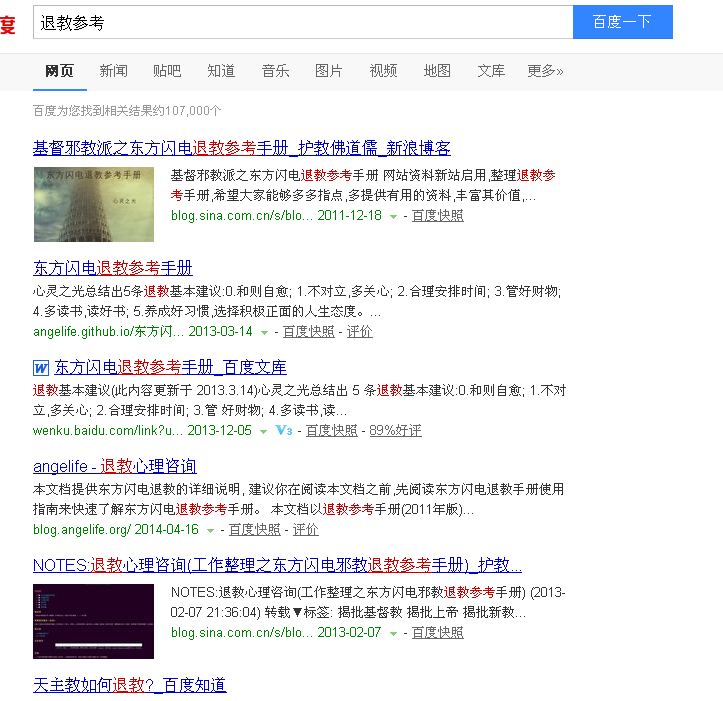 度
退教参考
百度一下
网页 新闻 贴吧 知道 音乐 图片 视频 地图 文库 更多»
百度为您找到相关结果约107,000个
基督邪教派之东方闪电退教参考手册_护教佛道儒_新浪博客
东方闪电退教参考手册
心灵之光
基督邪教派之东方闪电退教参考手册 网站资料新站启用,整理退教参
考手册,希望大家能够多多指点,多提供有用的资料,丰富其价值,...
blog.sina.com.cn/s/blo... 2011-12-18 - 百度快照
东方闪电退教参考手册
心灵之光总结出5条退教基本建议:0.和则自愈; 1.不对立,多关心; 2.合理安排时间; 3.管好财物;
4.多读书,读好书; 5.养成好习惯,选择积极正面的人生态度。...
angelife.github.io/东方闪... 2013-03-14 - 百度快照 - 评价
W 东方闪电退教参考手册_百度文库
退教基本建议(此内容更新于 2013.3.14)心灵之光总结出 5 条退教基本建议:0.和则自愈; 1.不对
立,多关心; 2.合理安排时间; 3.管 好财物; 4.多读书,读...
wenku.baidu.com/link?u... 2013-12-05 V3 - 百度快照 - 89%好评
angelife - 退教心理咨询
本文档提供东方闪电退教的详细说明, 建议你在阅读本文档之前,先阅读东方闪电退教手册使用
指南来快速了解东方闪电退教参考手册。 本文档以退教参考手册(2011年版)...
blog.angelife.org/ 2014-04-16 - 百度快照 - 评价
NOTES:退教心理咨询(工作整理之东方闪电邪教退教参考手册)_护教...
NOTES:退教心理咨询(工作整理之东方闪电邪教退教参考手册) (2013-
02-07 21:36:04) 转载▼标签: 揭批基督教 揭批上帝 揭批新教...
blog.sina.com.cn/s/blo... 2013-02-07 - 百度快照
天主教如何退教?_百度知道